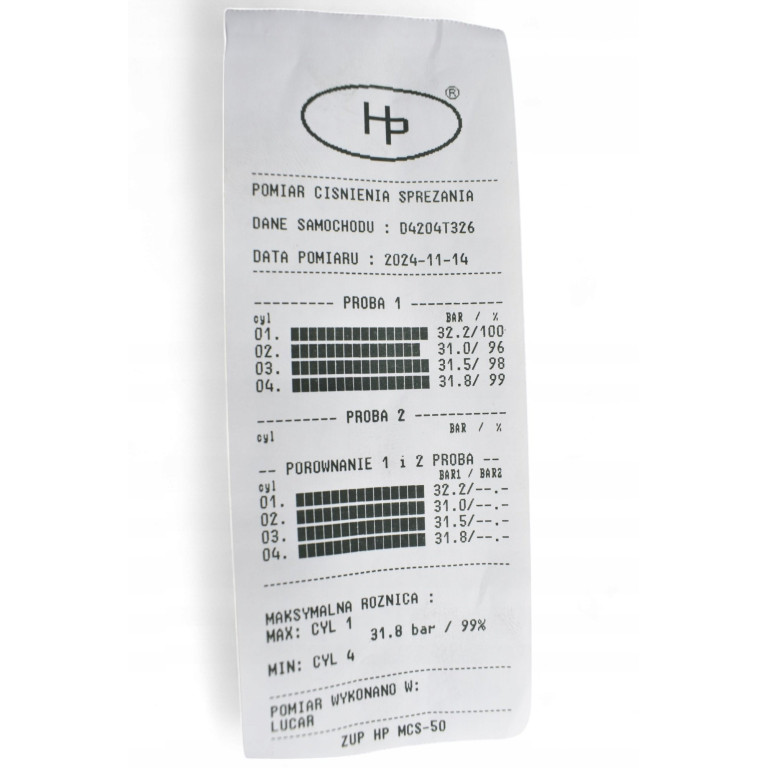 HP ®
POMIAR CISNIENIA SPREZANIA
DANE SAMOCHODU : D4204T326
DATA POMIARU : 2024-11-14
--------- PROBA 1 -----------
cyl BAR / %
01. 32.2/100
02. 31.0/ 96
03. 31.5/ 98
04. 31.8/ 99
--------- PROBA 2 -----------
cyl BAR / %
-- POROWNANIE 1 i 2 PROBA --
cyl BAR1 / BAR2
01. 32.2/--.-
02. 31.0/--.-
03. 31.5/--.-
04. 31.8/--.-
MAKSYMALNA ROZNICA :
MAX: CYL 1
31.8 bar / 99%
MIN: CYL 4
POMIAR WYKONANO W:
LUCAR
ZUP HP MCS-50